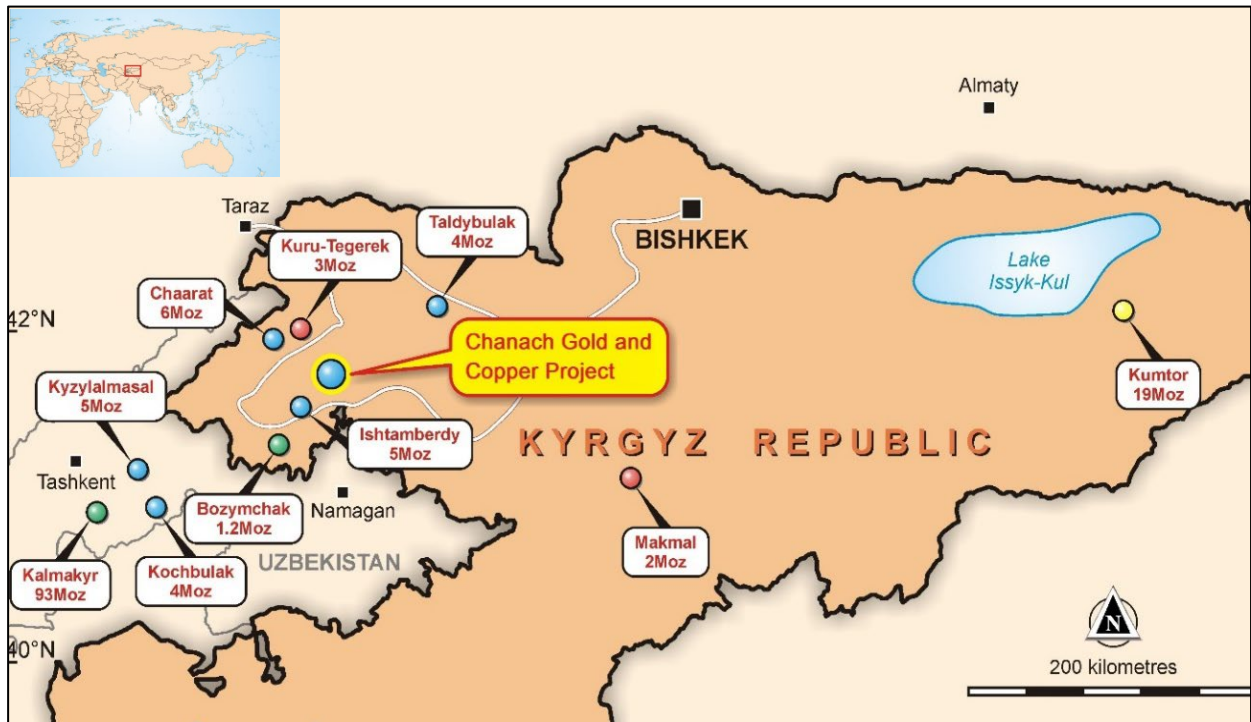 Almaty
Taraz
Taldybulak
4Moz
Kuru-Tegerek
3Moz
BISHKEK
Lake
Issyk-Kul
Chaarat
6Moz
42°N
Chanach Gold and
Copper Project
Kumtor
19Moz
Kyzylalmasal
5Moz
Ishtamberdy
5Moz
KYRGYZ REPUBLIC
Tashkent
Bozymchak
1.2Moz
Namagan
UZBEKISTAN
Makmal
2Moz
Kalmakyr
93Moz
Kochbulak
4Moz
N
40°N
200 kilometres